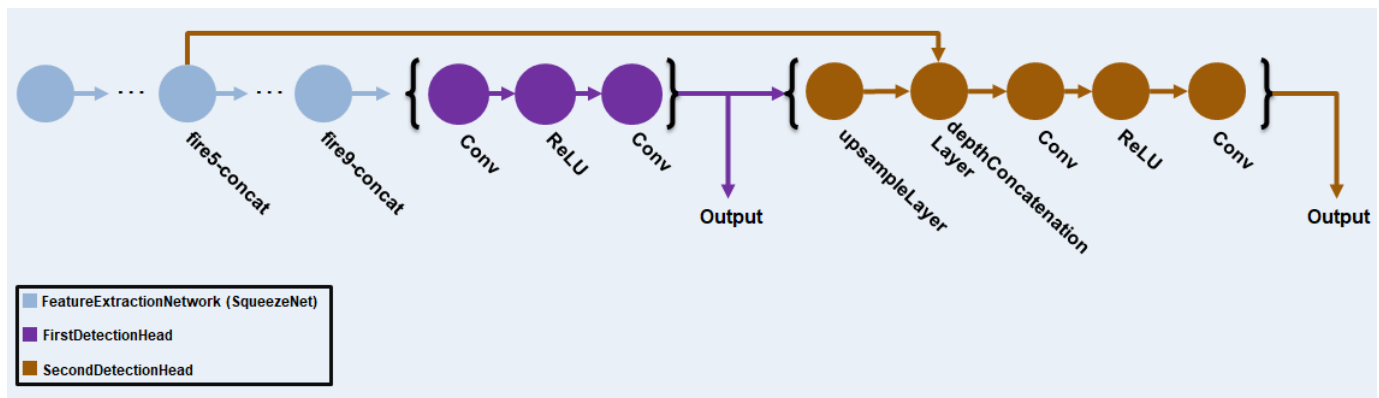 ...
...
fire5-concat
fire9-concat
Conv
ReLU
Conv
upsampleLayer
depthConcatenation
Layer
Conv
ReLU
Conv
Output
Output
FeatureExtractionNetwork (SqueezeNet)
FirstDetectionHead
SecondDetectionHead